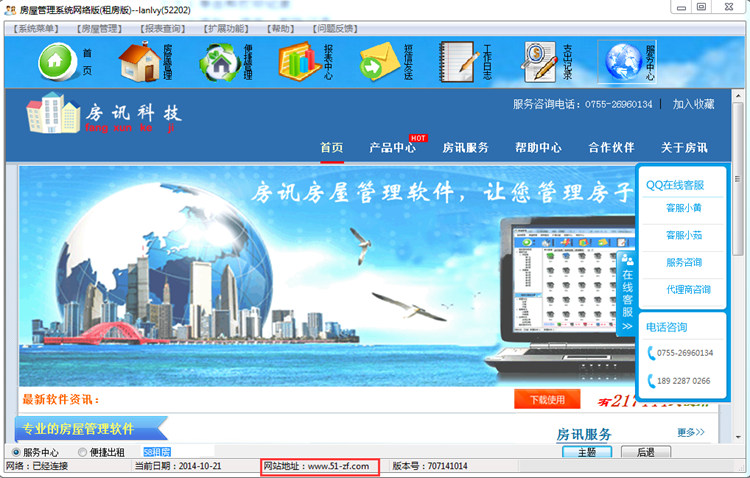 房屋管理系统网络版(租房版)--lanlvy(52202)
【系统菜单】 【房屋管理】 【报表查询】 【扩展功能】 【帮助】 【问题反馈】
首页 房屋管理 便捷管理 报表中心 短信发送 工作日志 支出记录 服务中心
房讯科技
fang xun ke ji
服务咨询电话：0755-26960134 | 加入收藏
HOT
首页 产品中心 房讯服务 帮助中心 合作伙伴 关于房讯
房讯房屋管理软件，让您管理房子
QQ在线客服
客服小黄
客服小茹
服务咨询
代理商咨询
在线客服 >>
电话咨询
0755-26960134
189 2287 0266
最新软件资讯：
下载使用
专业的房屋管理软件
房讯服务
更多>>
服务中心 便捷出租 58租房 主题 后退
网络：已经连接 当前日期：2014-10-21 网站地址：www.51-zf.com 版本号：707141014